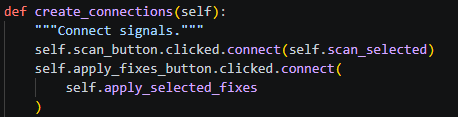 def create_connections(self):
    """Connect signals."""
    self.scan_button.clicked.connect(self.scan_selected)
    self.apply_fixes_button.clicked.connect(
        self.apply_selected_fixes
    )